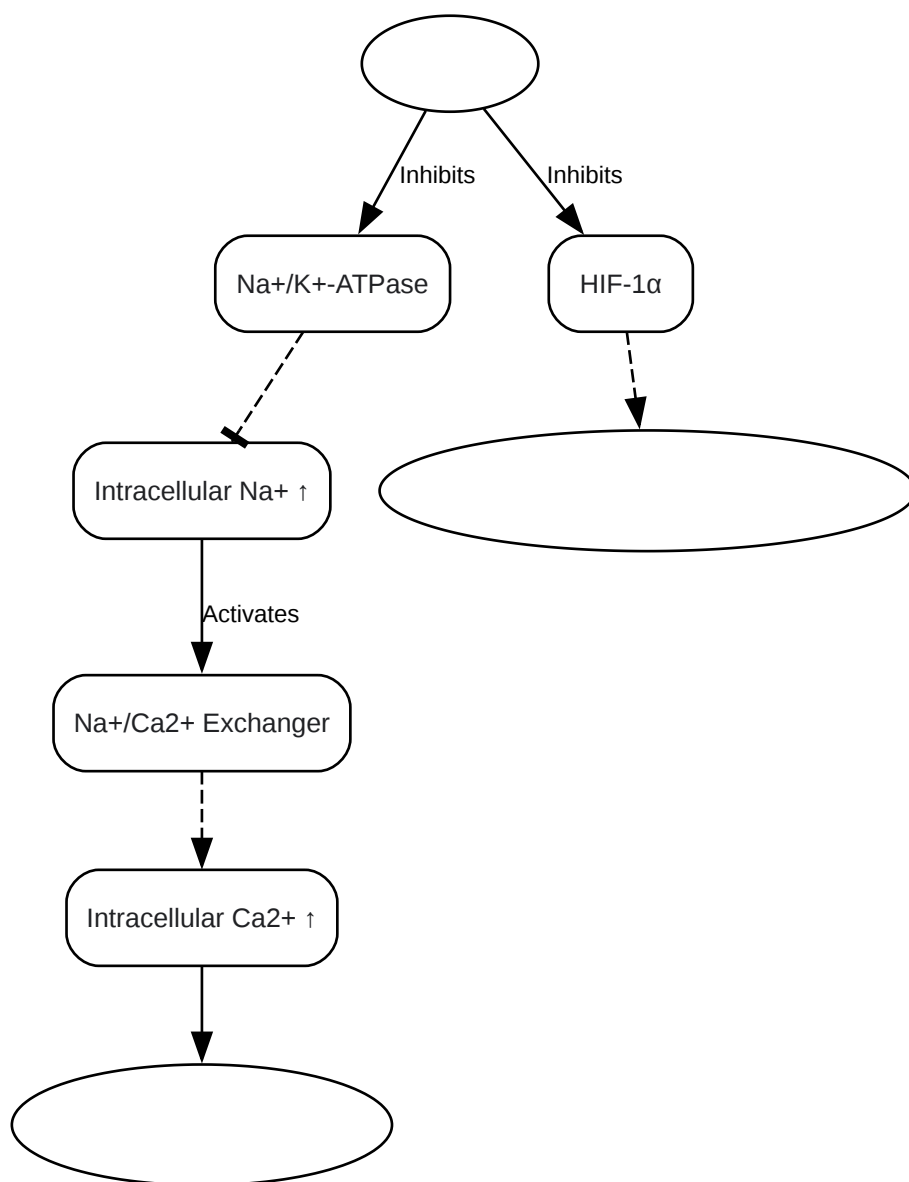 Inhibits
Inhibits
Na+/K+-ATPase
HIF-1α
Intracellular Na+ ↑
Activates
Na+/Ca2+ Exchanger
Intracellular Ca2+ ↑